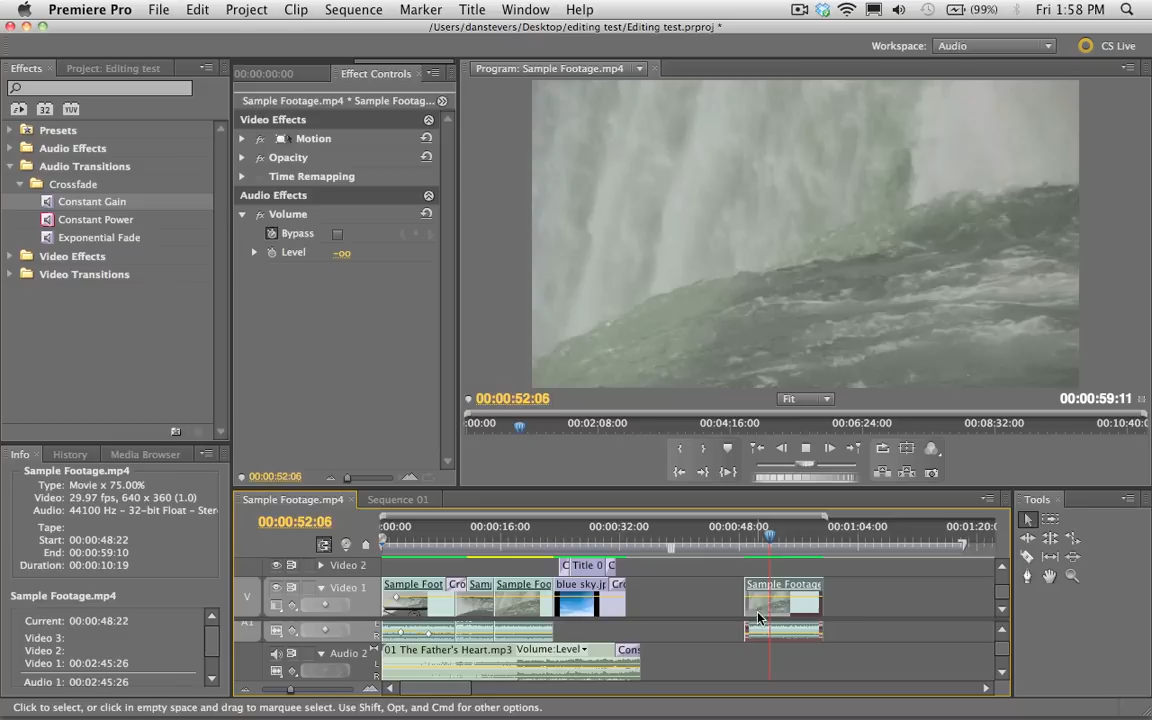 Premiere Pro File Edit Project Clip Sequence Marker Title Window Help (99%) Fri 1:58 PM
/Users/danstevers/Desktop/editing test/Editing test.prproj *
Workspace: Audio CS Live
Effects Project: Editing test
00:00:00:00 Effect Controls
Program: Sample Footage.mp4
32 YUV
Sample Footage.mp4 * Sample Footag...
Video Effects
Presets
Motion
Audio Effects
Opacity
Audio Transitions
Time Remapping
Crossfade
Audio Effects
Constant Gain
Volume
Constant Power
Bypass
Exponential Fade
Level -oo
Video Effects
Video Transitions
00:00:52:06 Fit 00:00:59:11
:00:00 00:02:08:00 00:04:16:00 00:06:24:00 00:08:32:00 00:10:40:0
Info History Media Browser
Sample Footage.mp4
Type: Movie x 75.00%
Video: 29.97 fps, 640 x 360 (1.0)
Audio: 44100 Hz - 32-bit Float - Stere
Tape:
Start: 00:00:48:22
End: 00:00:59:10
Duration: 00:00:10:19
Sample Footage.mp4
Current: 00:00:48:22
Video 3:
Video 2:
Video 1: 00:02:45:26
Audio 1: 00:02:45:26
00:00:52:06
Sample Footage.mp4 Sequence 01
Tools
00:00:52:06
:00:00 00:00:16:00 00:00:32:00 00:00:48:00 00:01:04:00 00:01:20:0
Video 2 C Title 0 C
V Video 1 Sample Foot Cro Samp Sample Foo blue sky.jp Cro Sample Footage
A1
Audio 2 01 The Father's Heart.mp3 Volume:Level Cons
Click to select, or click in empty space and drag to marquee select. Use Shift, Opt, and Cmd for other options.